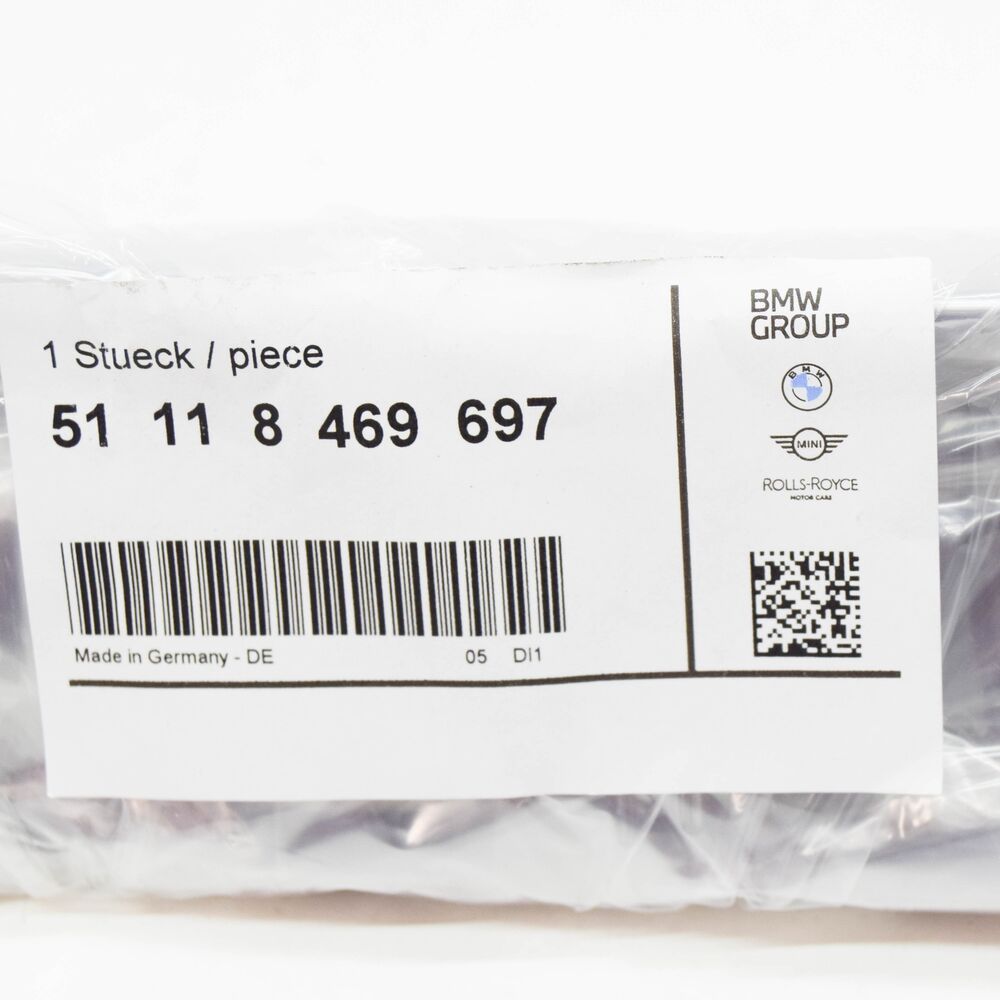 1 Stueck / piece
51 11 8 469 697
Made in Germany - DE 05 DI1
BMW
GROUP
BMW
MINI
ROLLS-ROYCE
MOTOR CARS